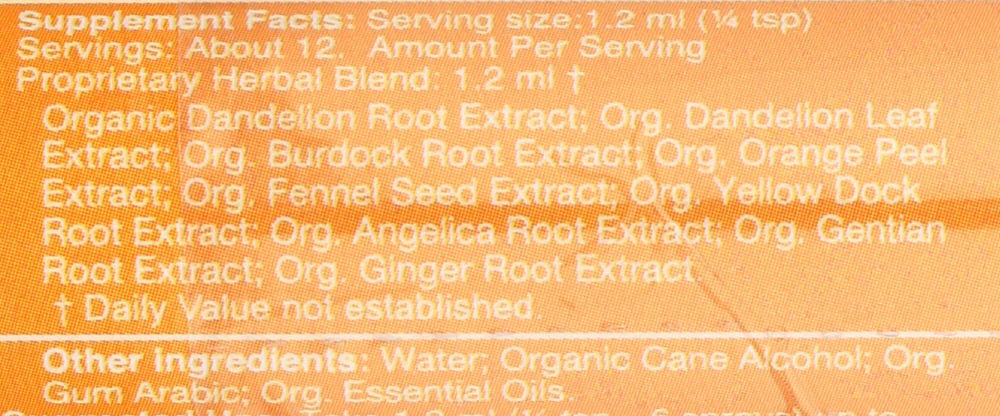 Supplement Facts: Serving size:1.2 ml (¼ tsp)
Servings: About 12. Amount Per Serving
Proprietary Herbal Blend: 1.2 ml †
Organic Dandelion Root Extract; Org. Dandelion Leaf
Extract; Org. Burdock Root Extract; Org. Orange Peel
Extract; Org. Fennel Seed Extract; Org. Yellow Dock
Root Extract; Org. Angelica Root Extract; Org. Gentian
Root Extract; Org. Ginger Root Extract
† Daily Value not established.
Other Ingredients: Water; Organic Cane Alcohol; Org.
Gum Arabic; Org. Essential Oils.